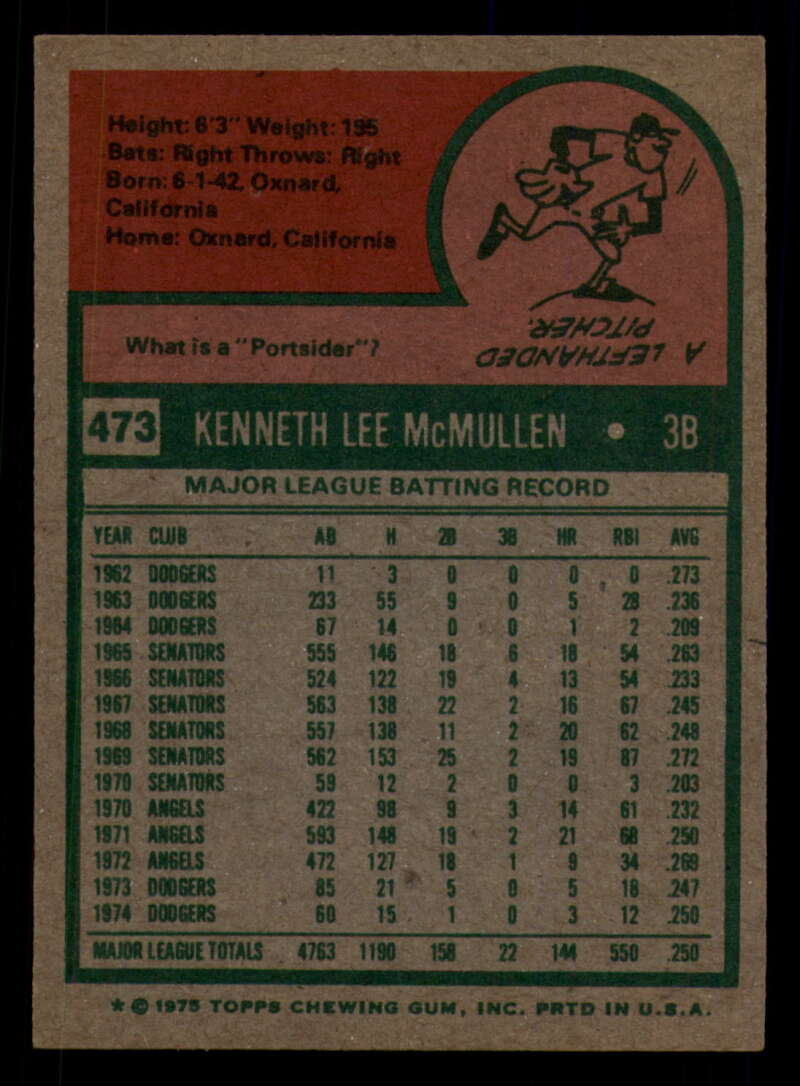 Height: 6'3" Weight: 195
Bats: Right Throws: Right
Born: 6-1-42, Oxnard,
California
Home: Oxnard, California
What is a "Portsider"?
A LEFTHANDED
PITCHER.
473 KENNETH LEE McMULLEN • 3B
MAJOR LEAGUE BATTING RECORD
YEAR CLUB AB H 2B 3B HR RBI AVG
1962 DODGERS 11 3 0 0 0 0 .273
1963 DODGERS 233 55 9 0 5 28 .236
1964 DODGERS 67 14 0 0 1 2 .209
1965 SENATORS 555 146 18 6 18 54 .263
1966 SENATORS 524 122 19 4 13 54 .233
1967 SENATORS 563 138 22 2 16 67 .245
1968 SENATORS 557 138 11 2 20 62 .248
1969 SENATORS 562 153 25 2 19 87 .272
1970 SENATORS 59 12 2 0 0 3 .203
1970 ANGELS 422 98 9 3 14 61 .232
1971 ANGELS 593 148 19 2 21 68 .250
1972 ANGELS 472 127 18 1 9 34 .269
1973 DODGERS 85 21 5 0 5 18 .247
1974 DODGERS 60 15 1 0 3 12 .250
MAJOR LEAGUE TOTALS 4763 1190 158 22 144 550 .250
* © 1975 TOPPS CHEWING GUM, INC. PRTD IN U.S.A.